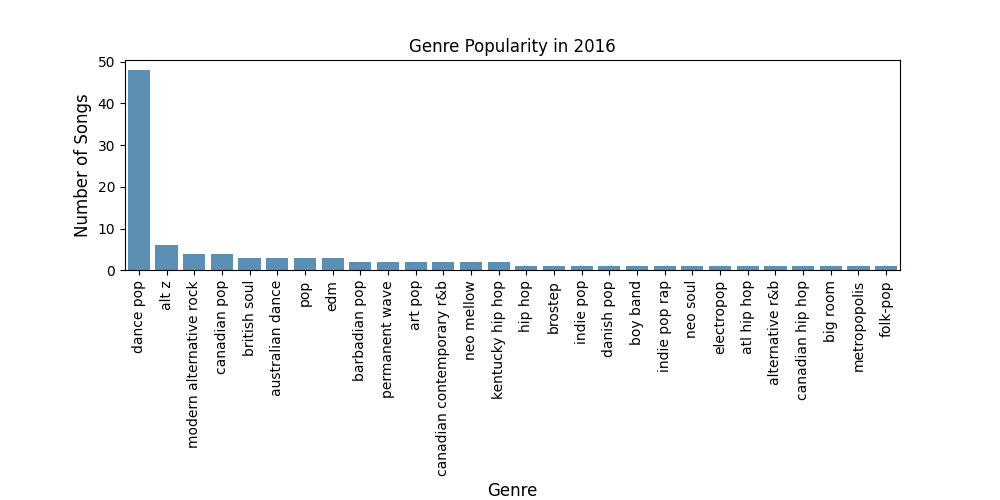 Genre Popularity in 2016
Number of Songs
50
40
30
20
10
0
dance pop
alt z
modern alternative rock
canadian pop
british soul
australian dance
pop
edm
barbadian pop
permanent wave
art pop
canadian contemporary r&b
neo mellow
kentucky hip hop
hip hop
brostep
indie pop
danish pop
boy band
indie pop rap
neo soul
electropop
atl hip hop
alternative r&b
canadian hip hop
big room
metropopolis
folk-pop
Genre